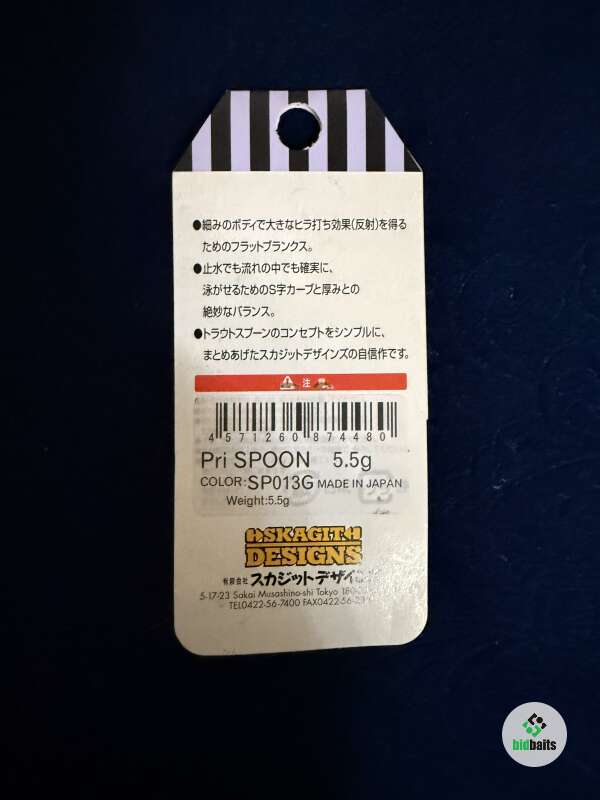 ●細みのボディで大きなヒラ打ち効果(反射)を得る
ためのフラットブランクス。
●止水でも流れの中でも確実に、
泳がせるためのS字カーブと厚みとの
絶妙なバランス。
●トラウトスプーンのコンセプトをシンプルに、
まとめあげたスカジットデザインズの自信作です。
注
4571260874480
Pri SPOON 5.5g
COLOR:SP013G MADE IN JAPAN
Weight:5.5g
SKAGIT
DESIGNS
有限会社 スカジットデザイ
5-17-23 Sakai Musashino-shi Tokyo
TEL0422-56-7400 FAX0422-56-
bidbaits